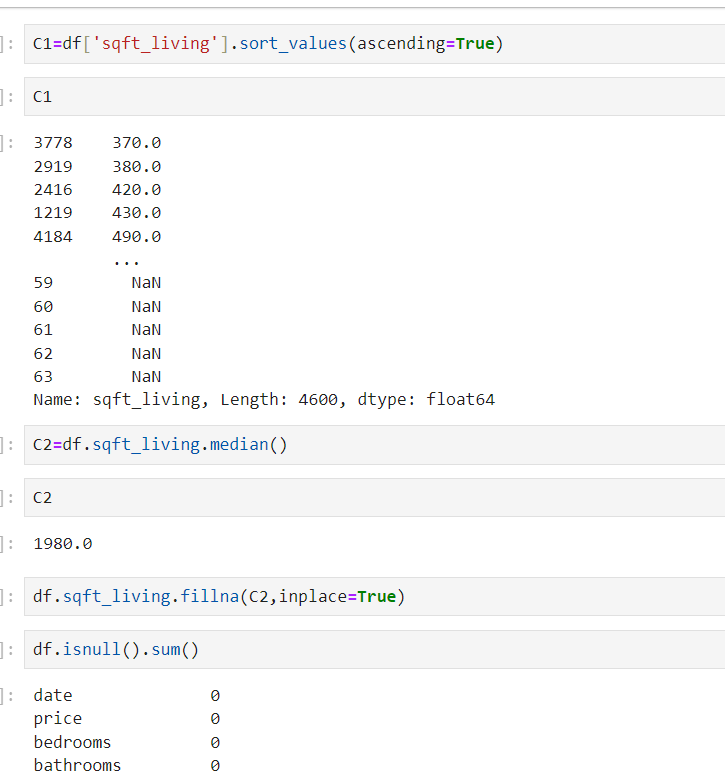 ]: C1=df['sqft_living'].sort_values(ascending=True)
]: C1
]: 3778    370.0
2919    380.0
2416    420.0
1219    430.0
4184    490.0
        ...
59        NaN
60        NaN
61        NaN
62        NaN
63        NaN
Name: sqft_living, Length: 4600, dtype: float64
]: C2=df.sqft_living.median()
]: C2
]: 1980.0
]: df.sqft_living.fillna(C2,inplace=True)
]: df.isnull().sum()
]: date              0
price             0
bedrooms          0
bathrooms         0